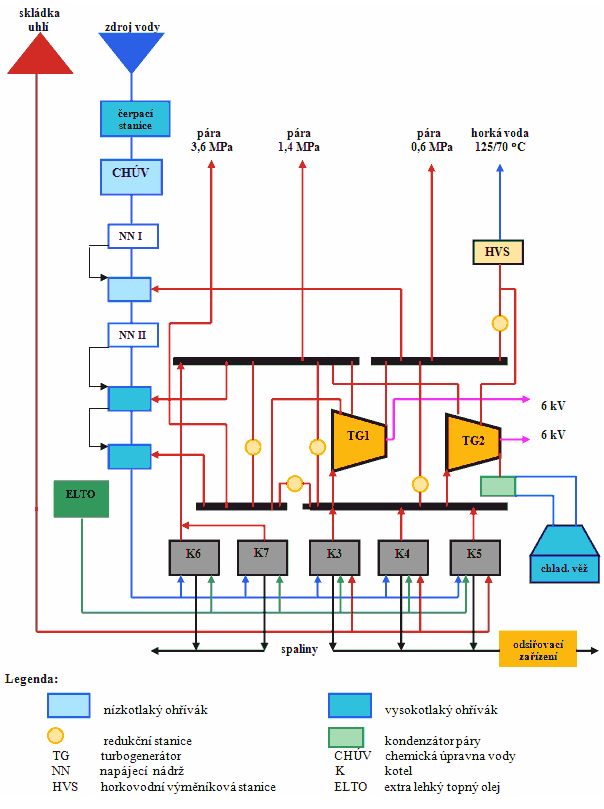 skládka
uhlí
zdroj vody
čerpací
stanice
CHÚV
pára
3,6 MPa
pára
1,4 MPa
pára
0,6 MPa
horká voda
125/70 °C
NN I
HVS
NN II
6 kV
TG1
TG2
6 kV
ELTO
K6
K7
K3
K4
K5
chlad. věž
spaliny
odsiřovací
zařízení
Legenda:
nízkotlaký ohřívák
vysokotlaký ohřívák
redukční stanice
kondenzátor páry
TG turbogenerátor
CHÚV chemická úpravna vody
NN napájecí nádrž
K kotel
HVS horkovodní výměníková stanice
ELTO extra lehký topný olej